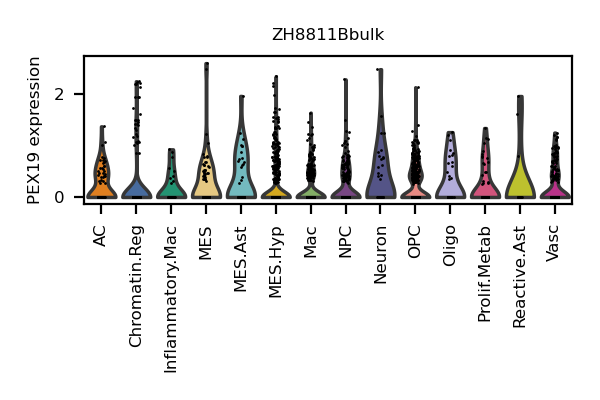 ZH8811Bbulk
PEX19 expression
2
0
AC
Chromatin.Reg
Inflammatory.Mac
MES
MES.Ast
MES.Hyp
Mac
NPC
Neuron
OPC
Oligo
Prolif.Metab
Reactive.Ast
Vasc